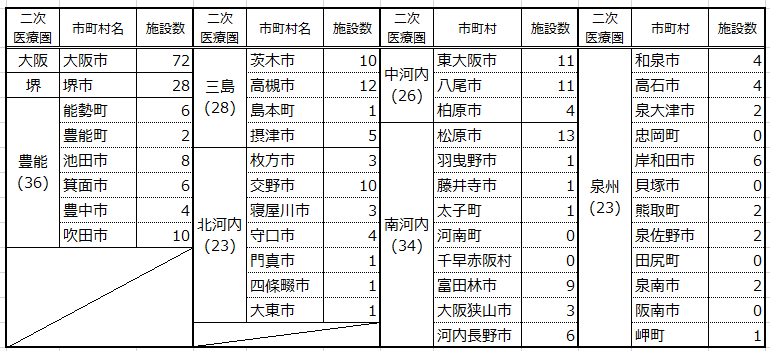 二次医療圏 市町村名 施設数
大阪 大阪市 72
堺 堺市 28
豊能(36) 能勢町 6
豊能町 2
池田市 8
箕面市 6
豊中市 4
吹田市 10
二次医療圏 市町村名 施設数
三島(28) 茨木市 10
高槻市 12
島本町 1
摂津市 5
北河内(23) 枚方市 3
交野市 10
寝屋川市 3
守口市 4
門真市 1
四條畷市 1
大東市 1
二次医療圏 市町村 施設数
中河内(26) 東大阪市 11
八尾市 11
柏原市 4
南河内(34) 松原市 13
羽曳野市 1
藤井寺市 1
太子町 1
河南町 0
千早赤阪村 0
富田林市 9
大阪狭山市 3
河内長野市 6
二次医療圏 市町村 施設数
泉州(23) 和泉市 4
高石市 4
泉大津市 2
忠岡町 0
岸和田市 6
貝塚市 0
熊取町 2
泉佐野市 2
田尻町 0
泉南市 2
阪南市 0
岬町 1